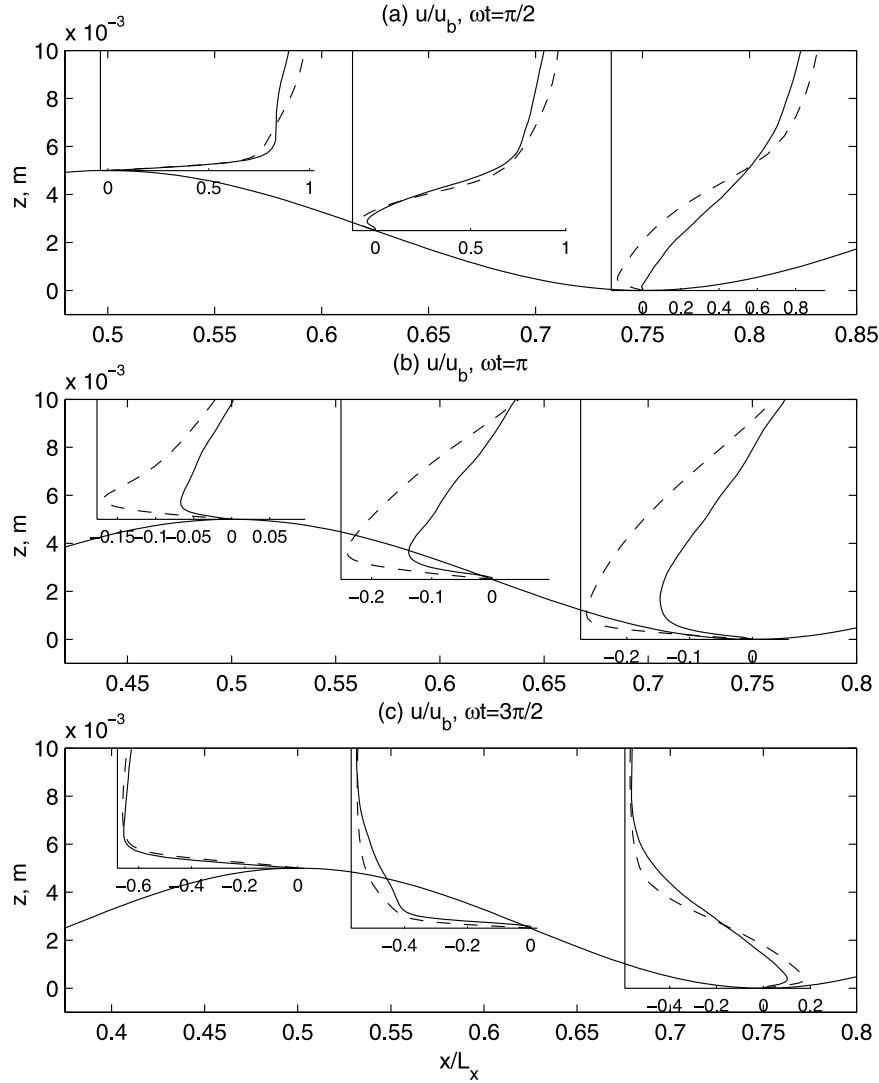 (a) u/u_b, ωt=π/2
x 10^-3
10
8
6
4
2
0
z, m
0 0.5 1
0 0.5 1
0 0.2 0.4 0.6 0.8
0.5 0.55 0.6 0.65 0.7 0.75 0.8 0.85
(b) u/u_b, ωt=π
x 10^-3
10
8
6
4
2
0
z, m
−0.15 −0.1 −0.05 0 0.05
−0.2 −0.1 0
−0.2 −0.1 0
0.45 0.5 0.55 0.6 0.65 0.7 0.75 0.8
(c) u/u_b, ωt=3π/2
x 10^-3
10
8
6
4
2
0
z, m
−0.6 −0.4 −0.2 0
−0.4 −0.2 0
−0.4 −0.2 0 0.2
0.4 0.45 0.5 0.55 0.6 0.65 0.7 0.75 0.8
x/L_x